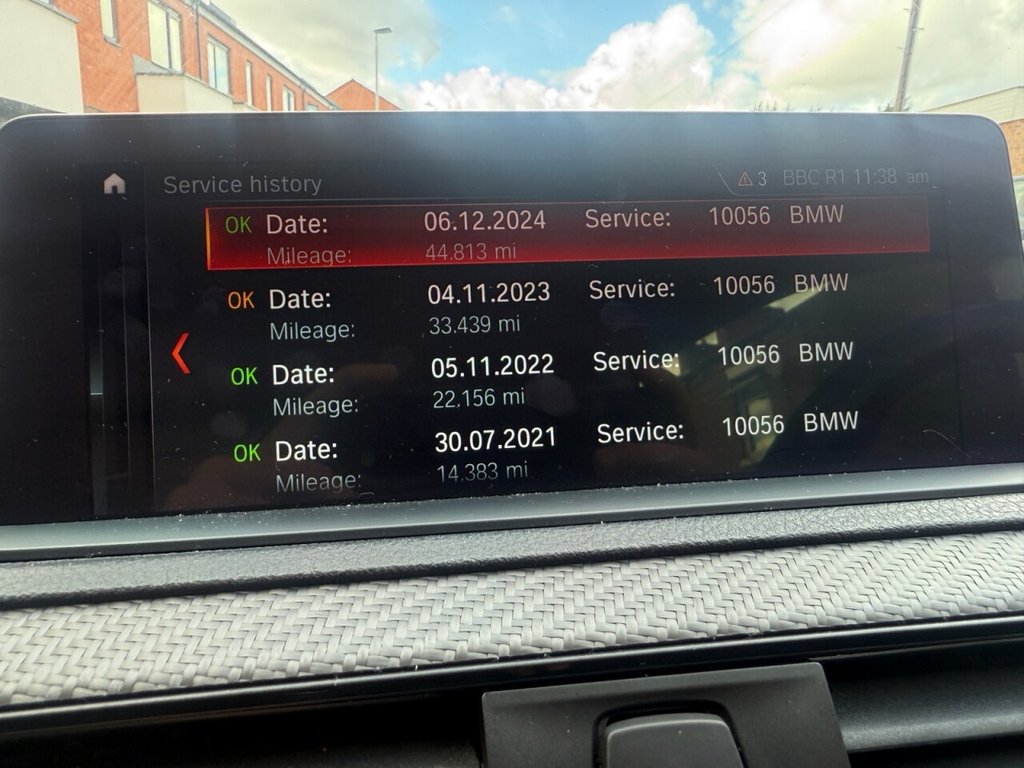 Service history
3 BBC R1 11:38 am
OK Date: 06.12.2024 Service: 10056 BMW
Mileage: 44.813 mi
OK Date: 04.11.2023 Service: 10056 BMW
Mileage: 33.439 mi
OK Date: 05.11.2022 Service: 10056 BMW
Mileage: 22.156 mi
OK Date: 30.07.2021 Service: 10056 BMW
Mileage: 14.383 mi